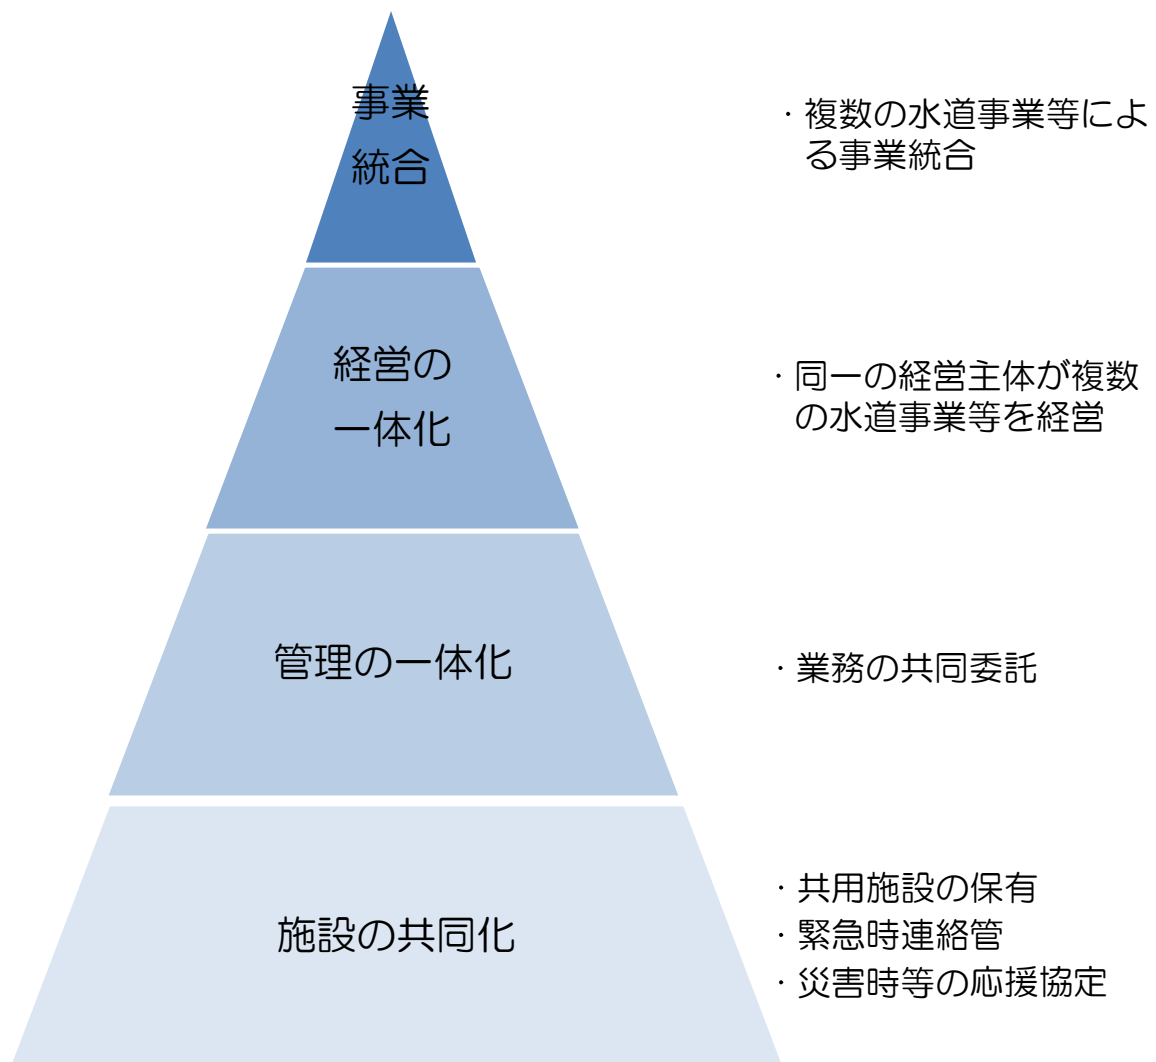 事業
統合
・複数の水道事業等によ
る事業統合
経営の
一体化
・同一の経営主体が複数
の水道事業等を経営
管理の一体化
・業務の共同委託
施設の共同化
・共用施設の保有
・緊急時連絡管
・災害時等の応援協定